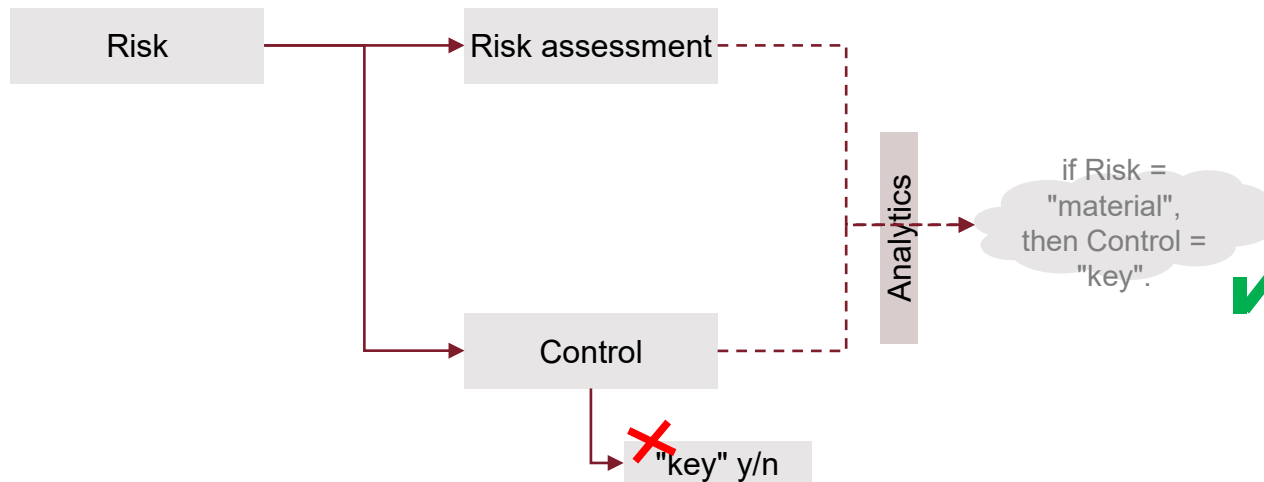 Risk
Risk assessment
Analytics
if Risk =
"material",
then Control =
"key".
Control
"key" y/n